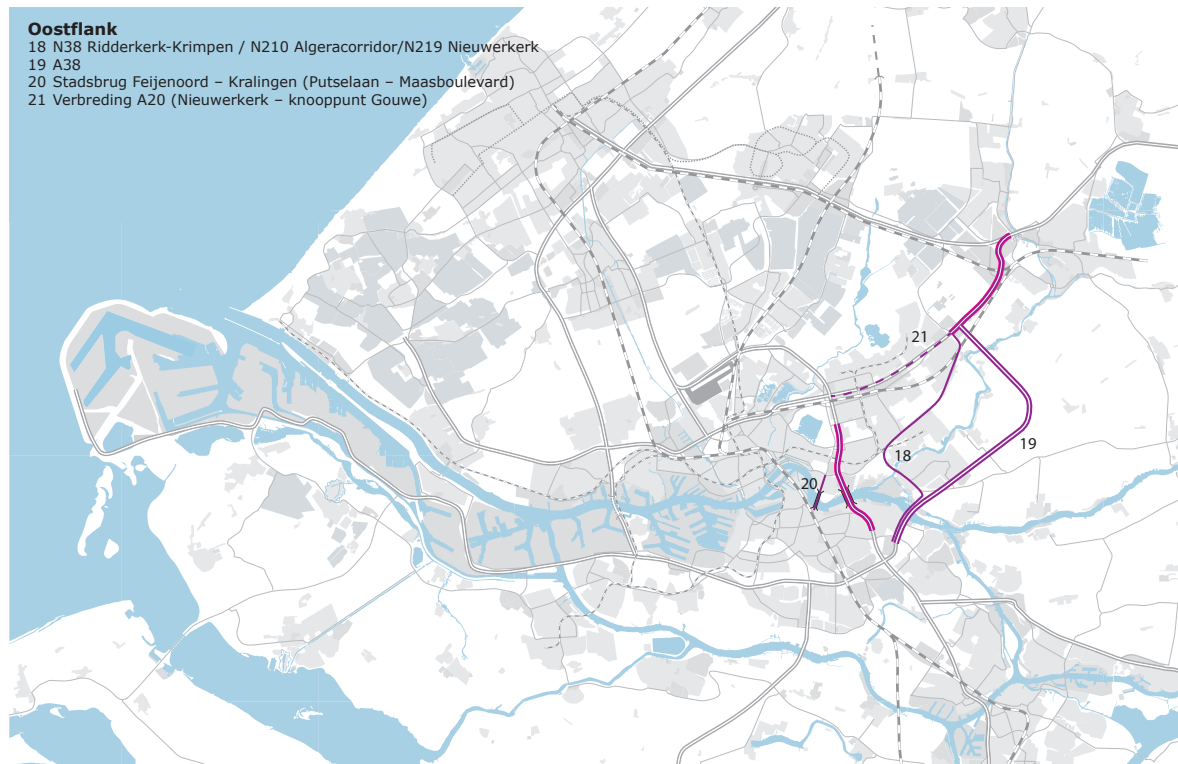 Oostflank
18 N38 Ridderkerk-Krimpen / N210 Algeracorridor/N219 Nieuwerkerk
19 A38
20 Stadsbrug Feijenoord – Kralingen (Putselaan – Maasboulevard)
21 Verbreding A20 (Nieuwerkerk – knooppunt Gouwe)
21
19
18
20